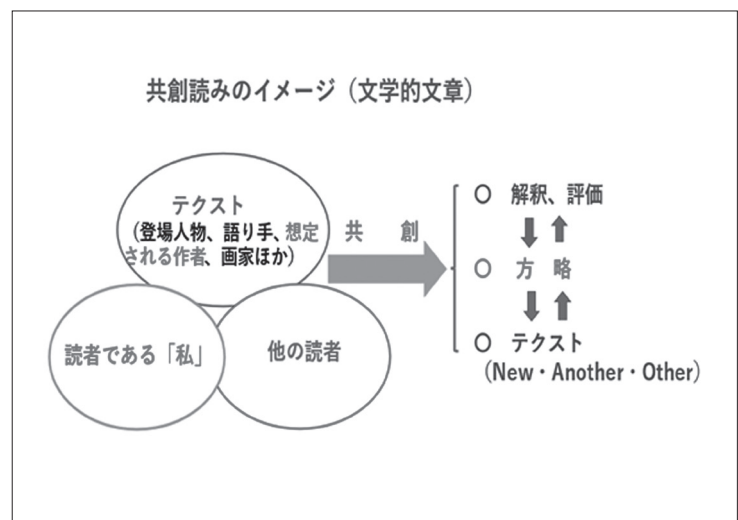 共創読みのイメージ（文学的文章）
テクスト
（登場人物、語り手、想定
される作者、画家ほか）
読者である「私」
他の読者
共　創
○　解釈、評価
○　方　略
○　テクスト
（New・Another・Other）